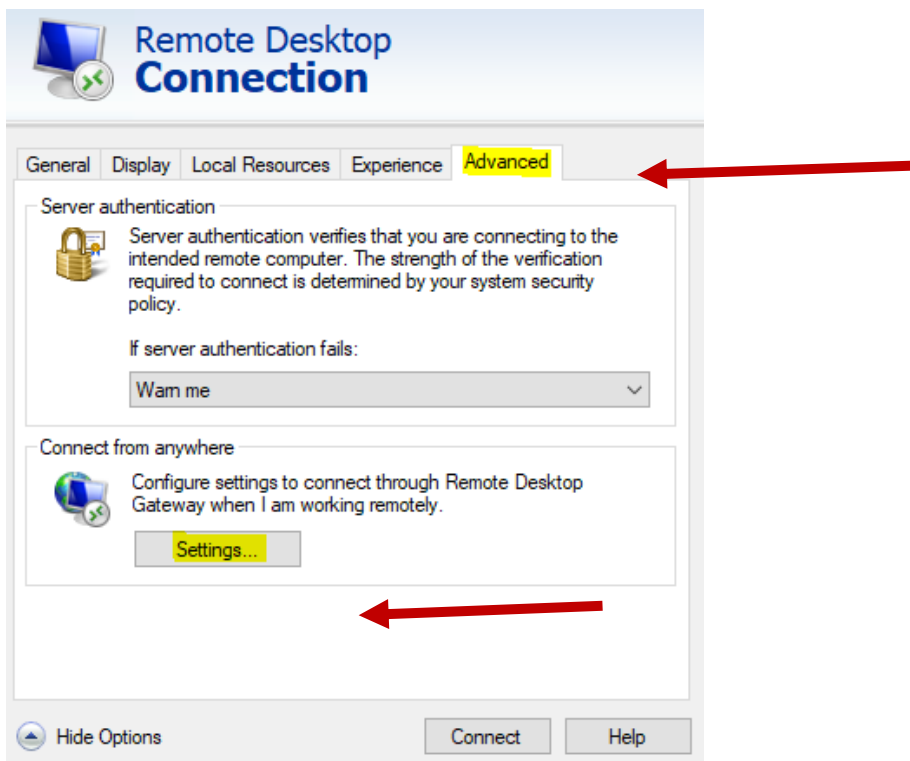 Remote Desktop
Connection
General Display Local Resources Experience Advanced
Server authentication
Server authentication verifies that you are connecting to the
intended remote computer. The strength of the verification
required to connect is determined by your system security
policy.
If server authentication fails:
Warn me
Connect from anywhere
Configure settings to connect through Remote Desktop
Gateway when I am working remotely.
Settings...
Hide Options Connect Help